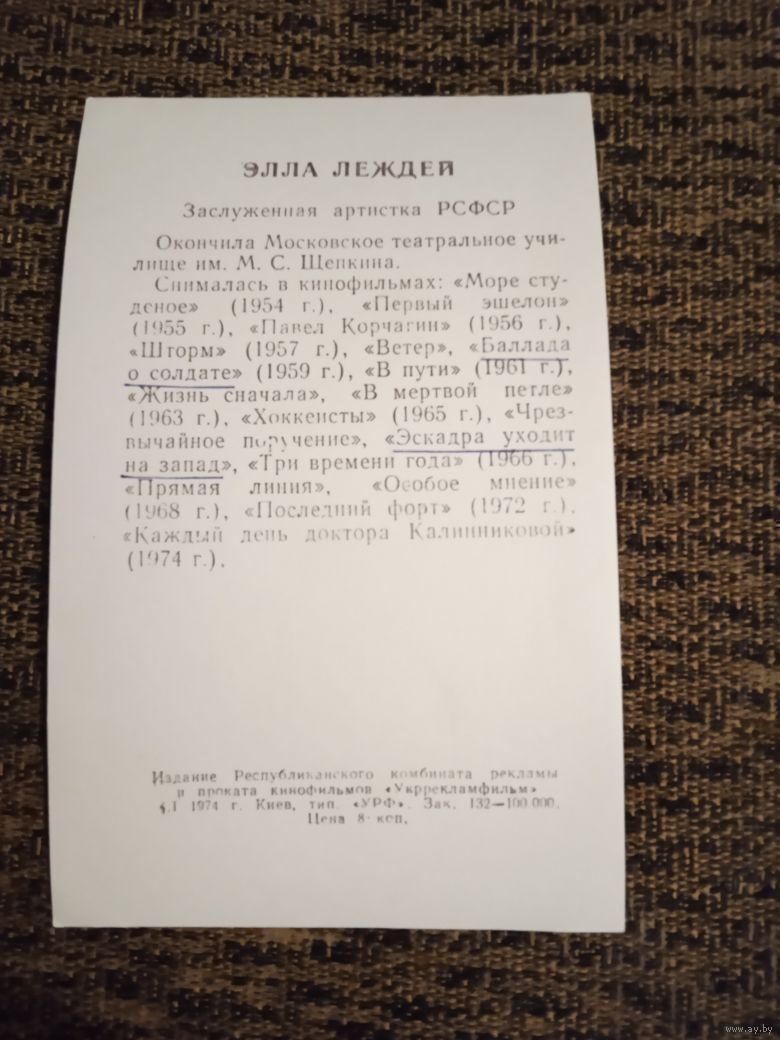 ЭЛЛА ЛЕЖДЕЙ
Заслуженная артистка РСФСР
Окончила Московское театральное учи-
лище им. М. С. Щепкина.
Снималась в кинофильмах: «Море сту-
деное» (1954 г.), «Первый эшелон»
(1955 г.), «Павел Корчагин» (1956 г.),
«Шторм» (1957 г.), «Ветер», «Баллада
о солдате» (1959 г.), «В пути» (1961 г.),
«Жизнь сначала», «В мертвой петле»
(1963 г.), «Хоккеисты» (1965 г.), «Чрез-
вычайное поручение», «Эскадра уходит
на запад», «Три времени года» (1966 г.),
«Прямая линия», «Особое мнение»
(1968 г.), «Последний форт» (1972 г.),
«Каждый день доктора Калинниковой»
(1974 г.).
Издание Республиканского комбината рекламы
и проката кинофильмов «Укррекламфильм»
1974 г. Киев, тип. «УРФ». Зак. 132—100 000.
Цена 8 коп.
www.ay.by